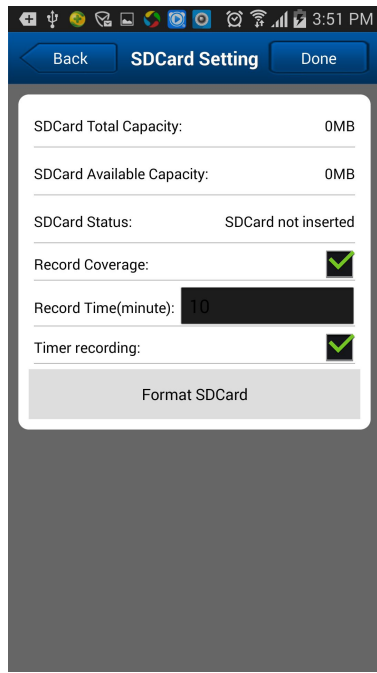 3:51 PM
Back SDCard Setting Done
SDCard Total Capacity: 0MB
SDCard Available Capacity: 0MB
SDCard Status: SDCard not inserted
Record Coverage:
Record Time(minute): 10
Timer recording:
Format SDCard